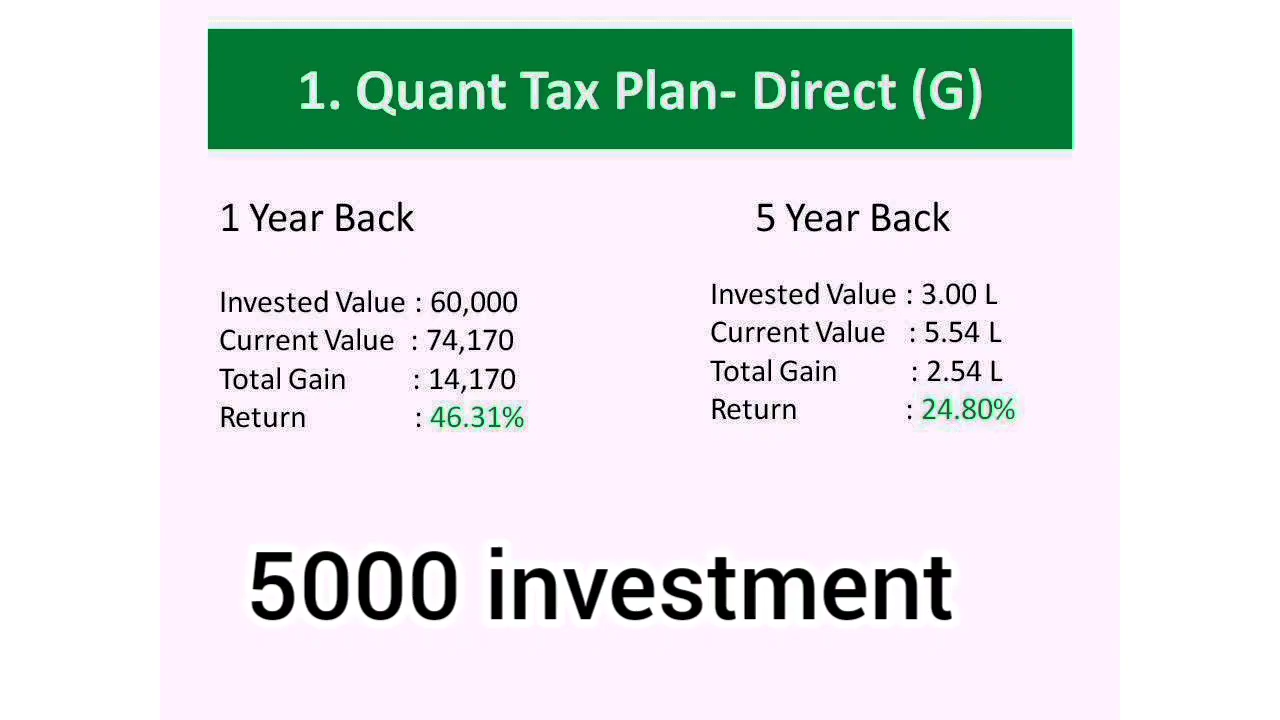 1. Quant Tax Plan- Direct (G)
1 Year Back
Invested Value : 60,000
Current Value : 74,170
Total Gain : 14,170
Return : 46.31%
5 Year Back
Invested Value : 3.00 L
Current Value : 5.54 L
Total Gain : 2.54 L
Return : 24.80%
5000 investment